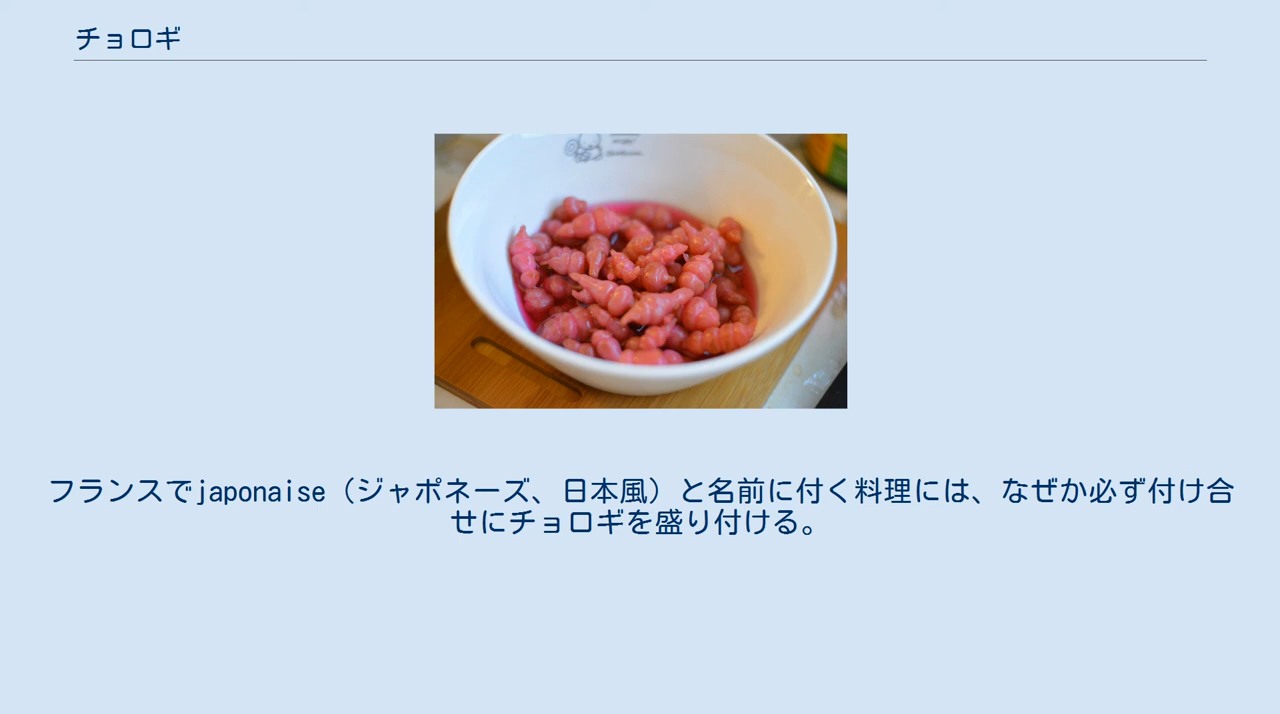 チョロギ
フランスでjaponaise（ジャポネーズ、日本風）と名前に付く料理には、なぜか必ず付け合
せにチョロギを盛り付ける。